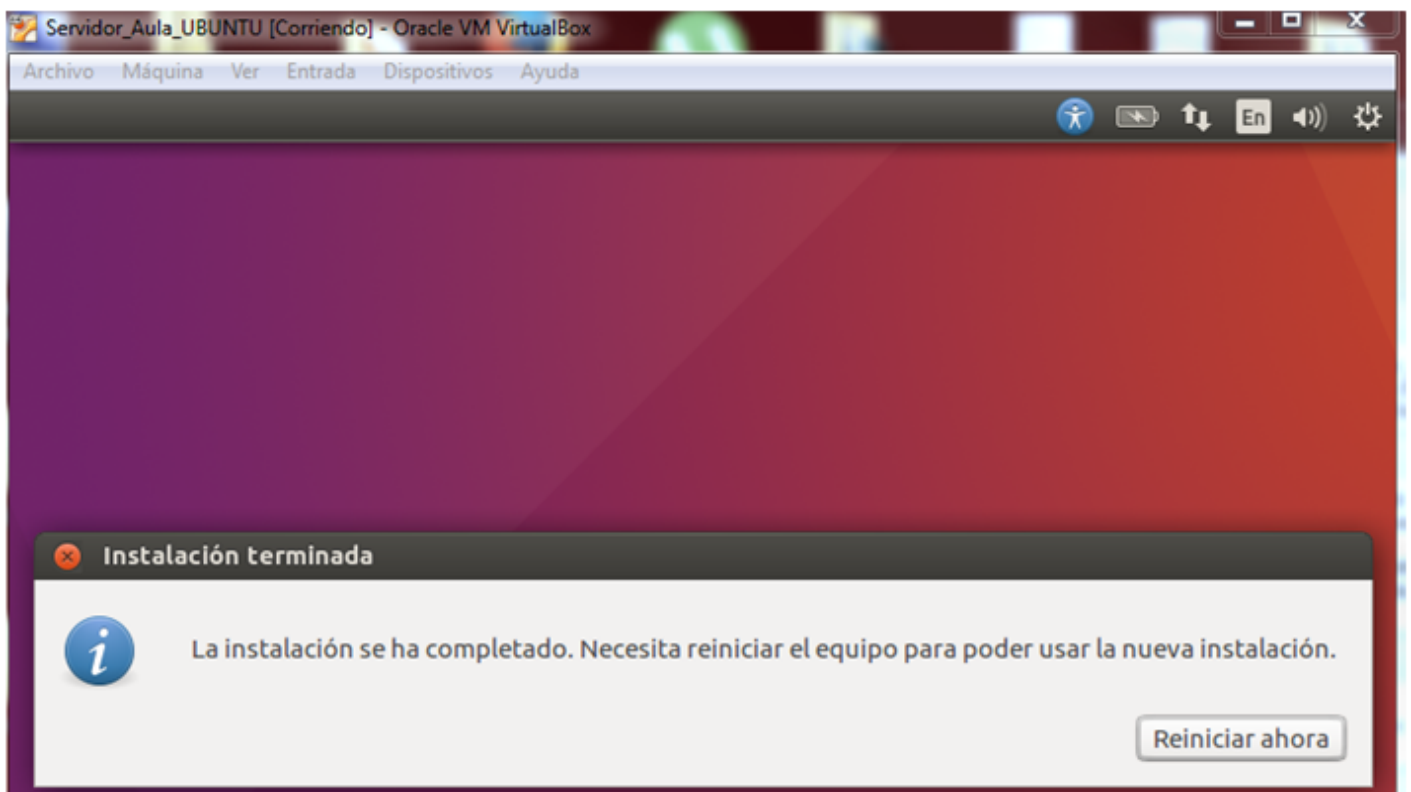 Servidor_Aula_UBUNTU [Corriendo] - Oracle VM VirtualBox
Archivo Máquina Ver Entrada Dispositivos Ayuda
En
Instalación terminada
La instalación se ha completado. Necesita reiniciar el equipo para poder usar la nueva instalación.
Reiniciar ahora